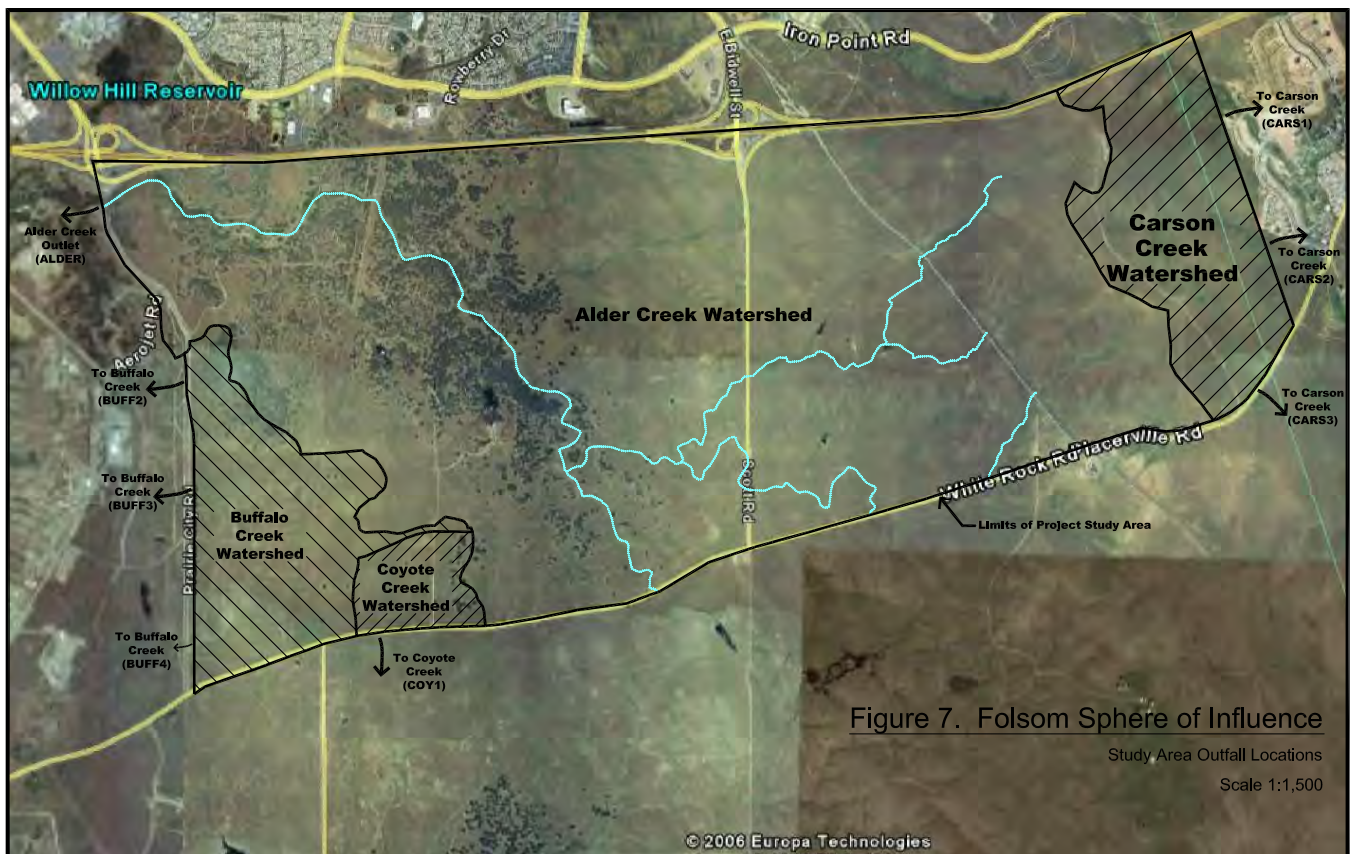 Iron Point Rd
E Bidwell St
Rowberry Dr
Willow Hill Reservoir
To Carson
Creek
(CARS1)
Alder Creek
Outlet
(ALDER)
Carson
Creek
Watershed
To Carson
Creek
(CARS2)
Alder Creek Watershed
Aerojet Rd
To Buffalo
Creek
(BUFF2)
To Carson
Creek
(CARS3)
White Rock Rd
Placerville Rd
Scott Rd
To Buffalo
Creek
(BUFF3)
Limits of Project Study Area
Prairie City Rd
Buffalo
Creek
Watershed
Coyote
Creek
Watershed
To Buffalo
Creek
(BUFF4)
To Coyote
Creek
(COY1)
Figure 7. Folsom Sphere of Influence
Study Area Outfall Locations
Scale 1:1,500
© 2006 Europa Technologies